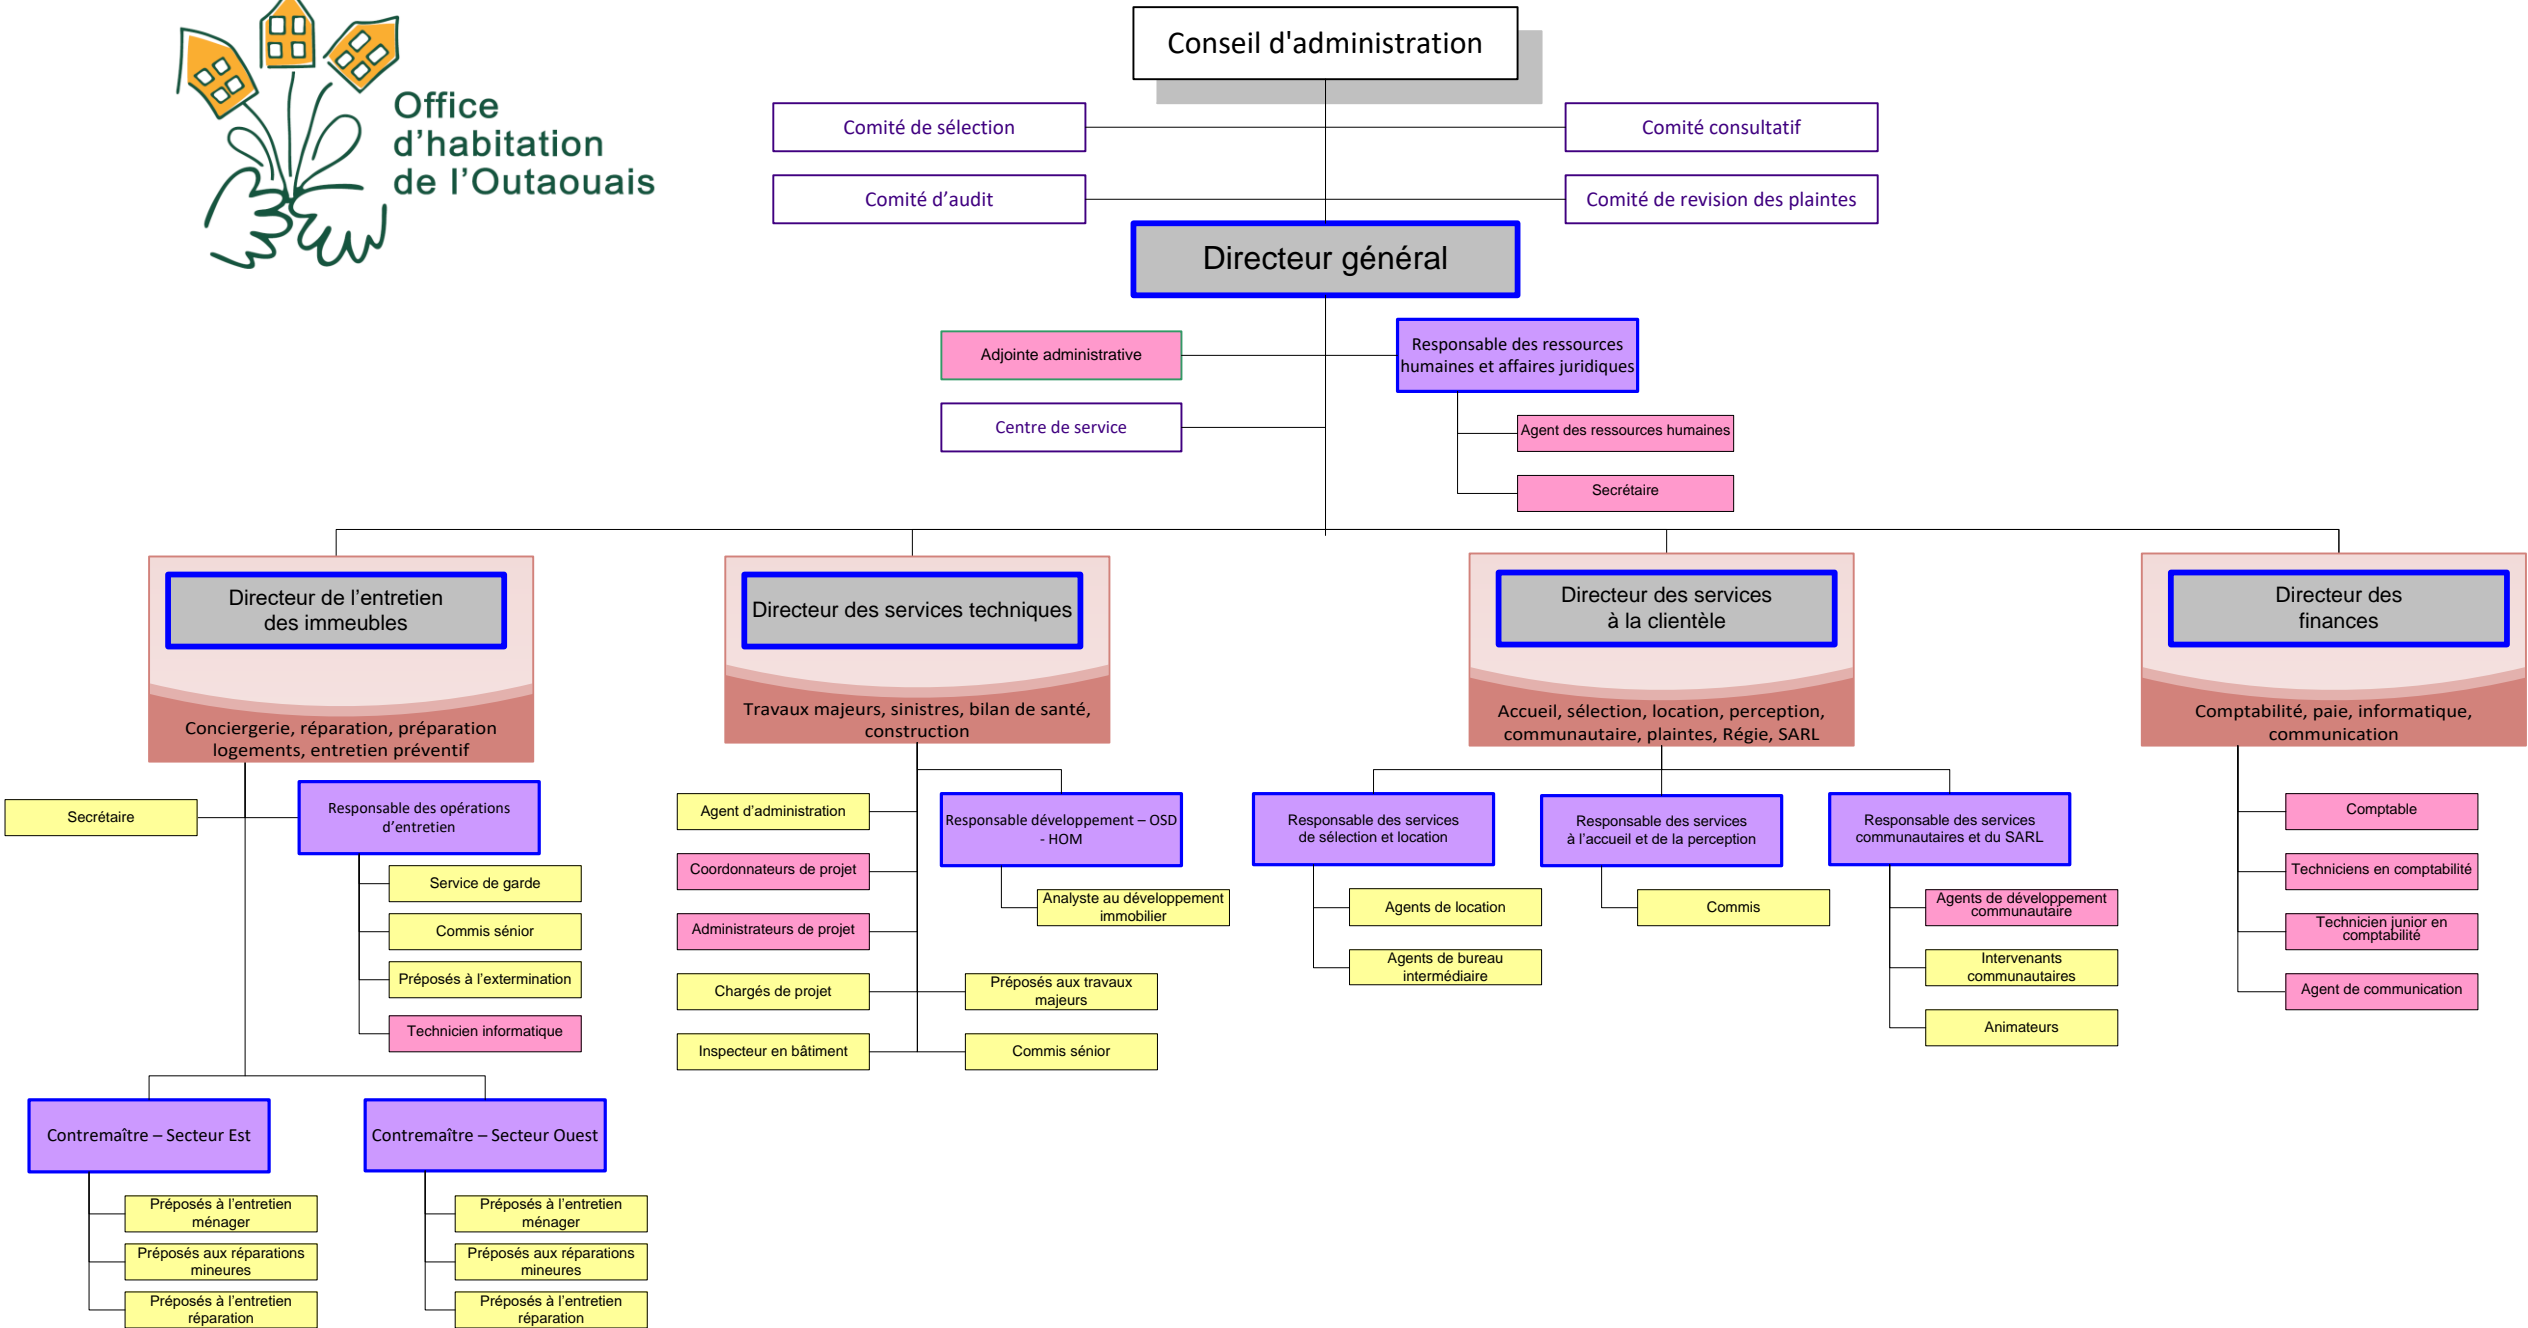 Office
d'habitation
de l'Outaouais
Conseil d'administration
Comité de sélection
Comité consultatif
Comité d'audit
Comité de revision des plaintes
Directeur général
Adjointe administrative
Responsable des ressources
humaines et affaires juridiques
Centre de service
Agent des ressources humaines
Secrétaire
Directeur de l'entretien
des immeubles
Conciergerie, réparation, préparation
logements, entretien préventif
Directeur des services techniques
Travaux majeurs, sinistres, bilan de santé,
construction
Directeur des services
à la clientèle
Accueil, sélection, location, perception,
communautaire, plaintes, Régie, SARL
Directeur des
finances
Comptabilité, paie, informatique,
communication
Secrétaire
Responsable des opérations
d'entretien
Service de garde
Commis sénior
Préposés à l'extermination
Technicien informatique
Contremaître – Secteur Est
Préposés à l'entretien
ménager
Préposés aux réparations
mineures
Préposés à l'entretien
réparation
Contremaître – Secteur Ouest
Préposés à l'entretien
ménager
Préposés aux réparations
mineures
Préposés à l'entretien
réparation
Agent d'administration
Coordonnateurs de projet
Administrateurs de projet
Chargés de projet
Inspecteur en bâtiment
Responsable développement – OSD
- HOM
Analyste au développement
immobilier
Préposés aux travaux
majeurs
Commis sénior
Responsable des services
de sélection et location
Agents de location
Agents de bureau
intermédiaire
Responsable des services
à l'accueil et de la perception
Commis
Responsable des services
communautaires et du SARL
Agents de développement
communautaire
Intervenants
communautaires
Animateurs
Comptable
Techniciens en comptabilité
Technicien junior en
comptabilité
Agent de communication